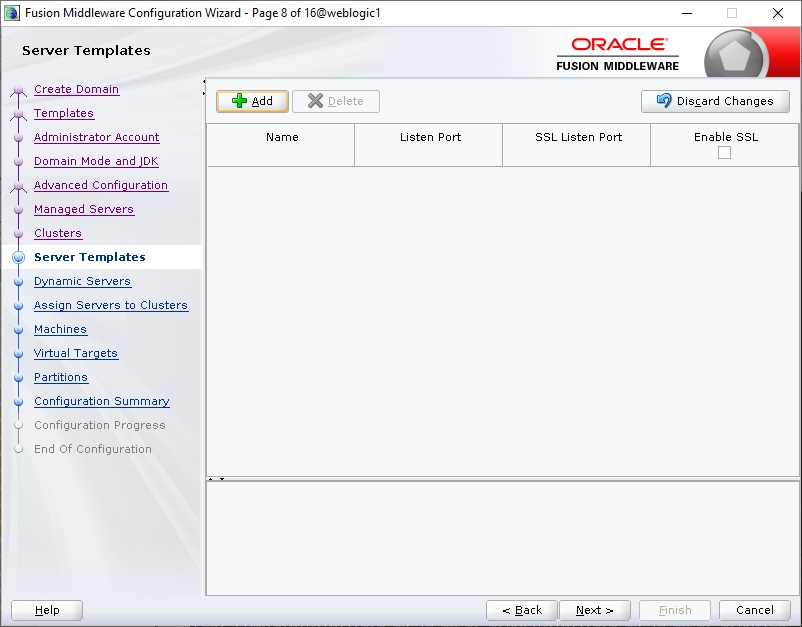 Fusion Middleware Configuration Wizard - Page 8 of 16@weblogic1
Server Templates
ORACLE®
FUSION MIDDLEWARE
Create Domain
Templates
Administrator Account
Domain Mode and JDK
Advanced Configuration
Managed Servers
Clusters
Server Templates
Dynamic Servers
Assign Servers to Clusters
Machines
Virtual Targets
Partitions
Configuration Summary
Configuration Progress
End Of Configuration
Add Delete Discard Changes
Name Listen Port SSL Listen Port Enable SSL
Help < Back Next > Finish Cancel